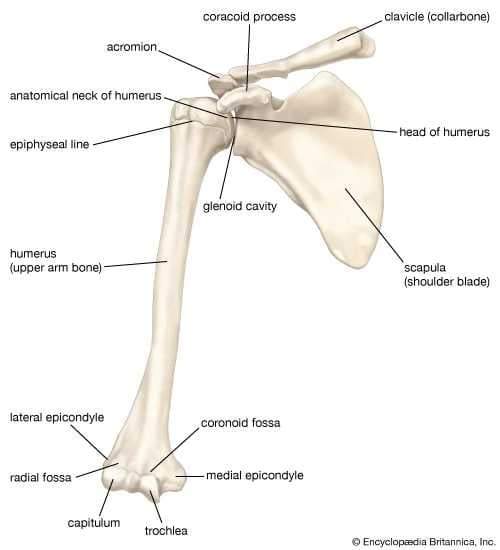 coracoid process
clavicle (collarbone)
acromion
anatomical neck of humerus
head of humerus
epiphyseal line
glenoid cavity
humerus
(upper arm bone)
scapula
(shoulder blade)
lateral epicondyle
coronoid fossa
radial fossa
medial epicondyle
capitulum
trochlea
© Encyclopædia Britannica, Inc.